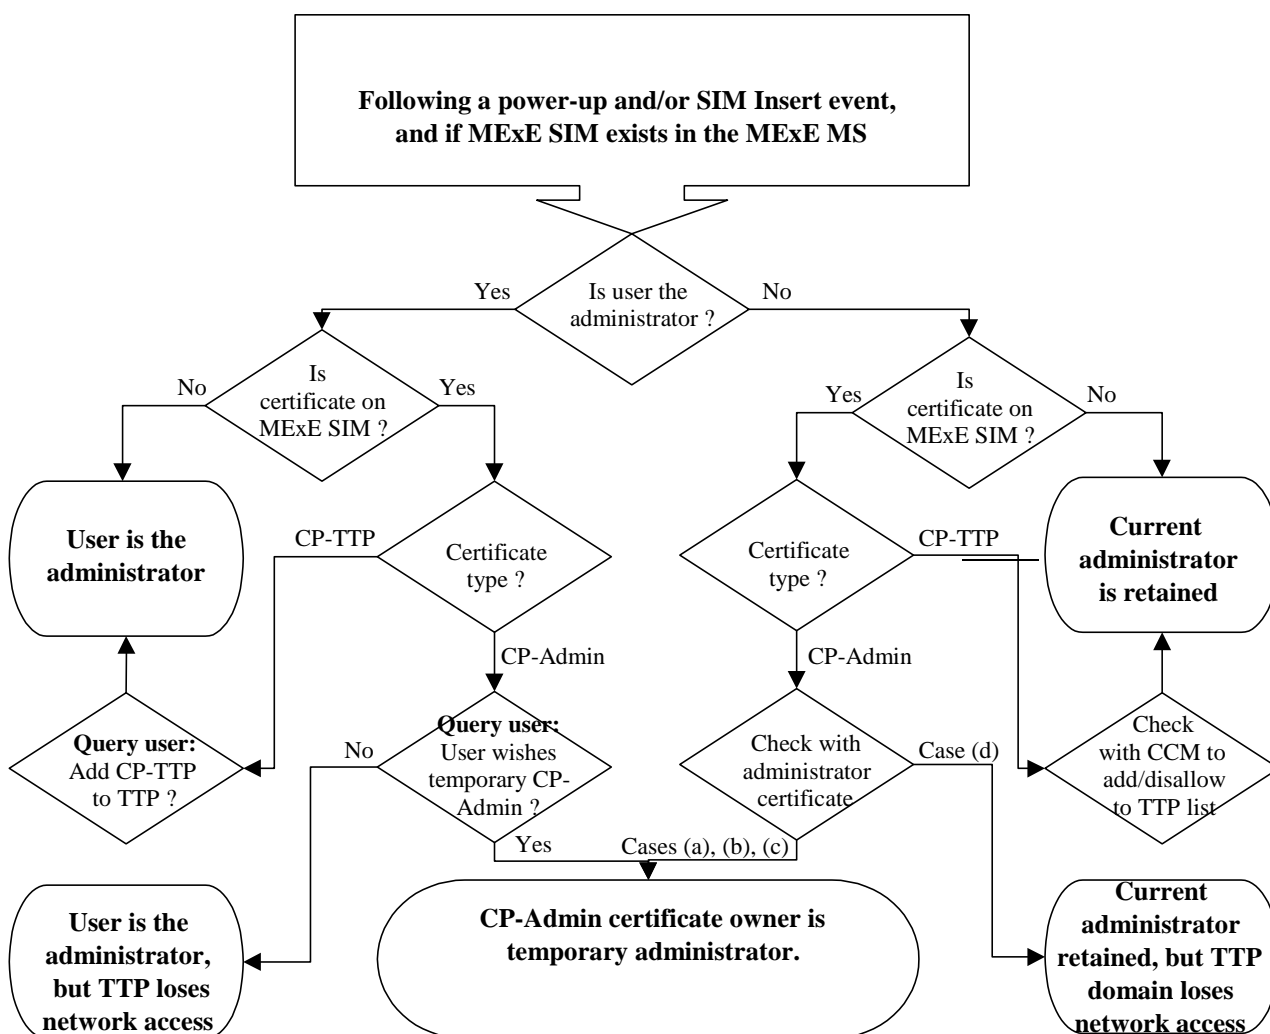 Following a power-up and/or SIM Insert event,
and if MExE SIM exists in the MExE MS
Is user the
administrator ?
Yes
No
Is
certificate on
MExE SIM ?
No
Yes
Is
certificate on
MExE SIM ?
Yes
No
User is the
administrator
CP-TTP
Certificate
type ?
CP-Admin
Certificate
type ?
CP-TTP
CP-Admin
Current
administrator
is retained
Query user:
Add CP-TTP
to TTP ?
No
Query user:
User wishes
temporary CP-
Admin ?
Yes
Check with
administrator
certificate
Case (d)
Cases (a), (b), (c)
Check
with CCM to
add/disallow
to TTP list
User is the
administrator,
but TTP loses
network access
CP-Admin certificate owner is
temporary administrator.
Current
administrator
retained, but TTP
domain loses
network access